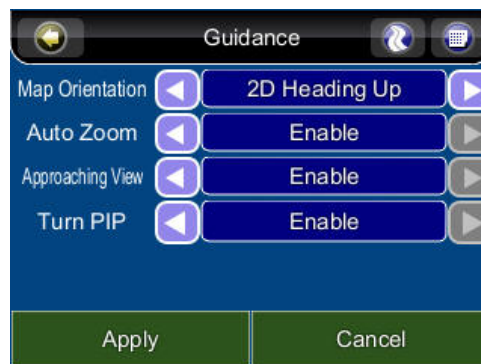 Guidance
Map Orientation 2D Heading Up
Auto Zoom Enable
Approaching View Enable
Turn PIP Enable
Apply Cancel